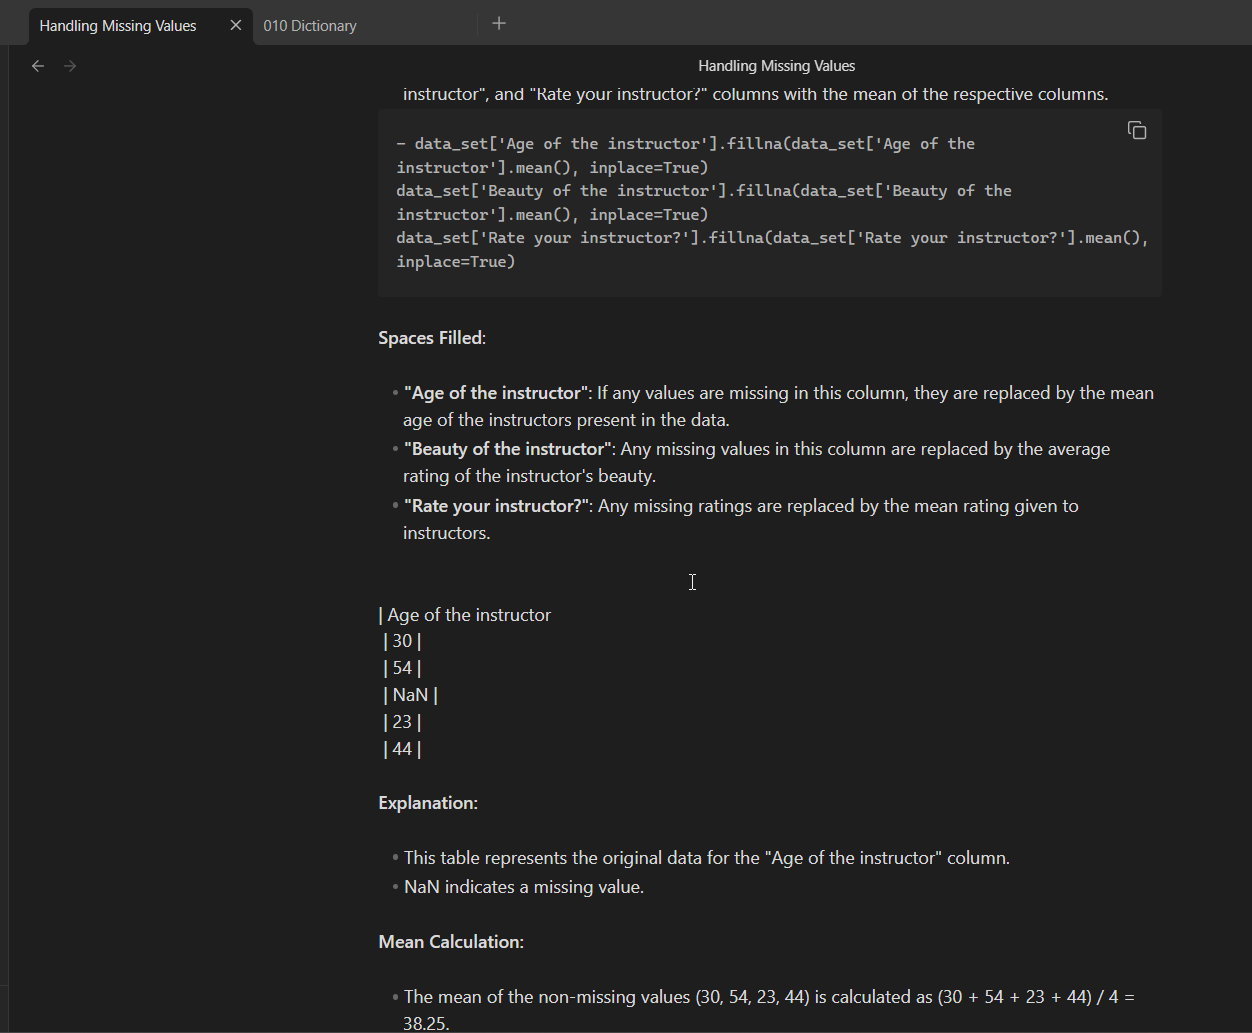 Handling Missing Values
010 Dictionary
Handling Missing Values
instructor", and "Rate your instructor?" columns with the mean of the respective columns.
- data_set['Age of the instructor'].fillna(data_set['Age of the
instructor'].mean(), inplace=True)
data_set['Beauty of the instructor'].fillna(data_set['Beauty of the
instructor'].mean(), inplace=True)
data_set['Rate your instructor?'].fillna(data_set['Rate your instructor?'].mean(),
inplace=True)
Spaces Filled:
• "Age of the instructor": If any values are missing in this column, they are replaced by the mean
age of the instructors present in the data.
• "Beauty of the instructor": Any missing values in this column are replaced by the average
rating of the instructor's beauty.
• "Rate your instructor?": Any missing ratings are replaced by the mean rating given to
instructors.
| Age of the instructor
| 30 |
| 54 |
| NaN |
| 23 |
| 44 |
Explanation:
• This table represents the original data for the "Age of the instructor" column.
• NaN indicates a missing value.
Mean Calculation:
• The mean of the non-missing values (30, 54, 23, 44) is calculated as (30 + 54 + 23 + 44) / 4 =
38.25.